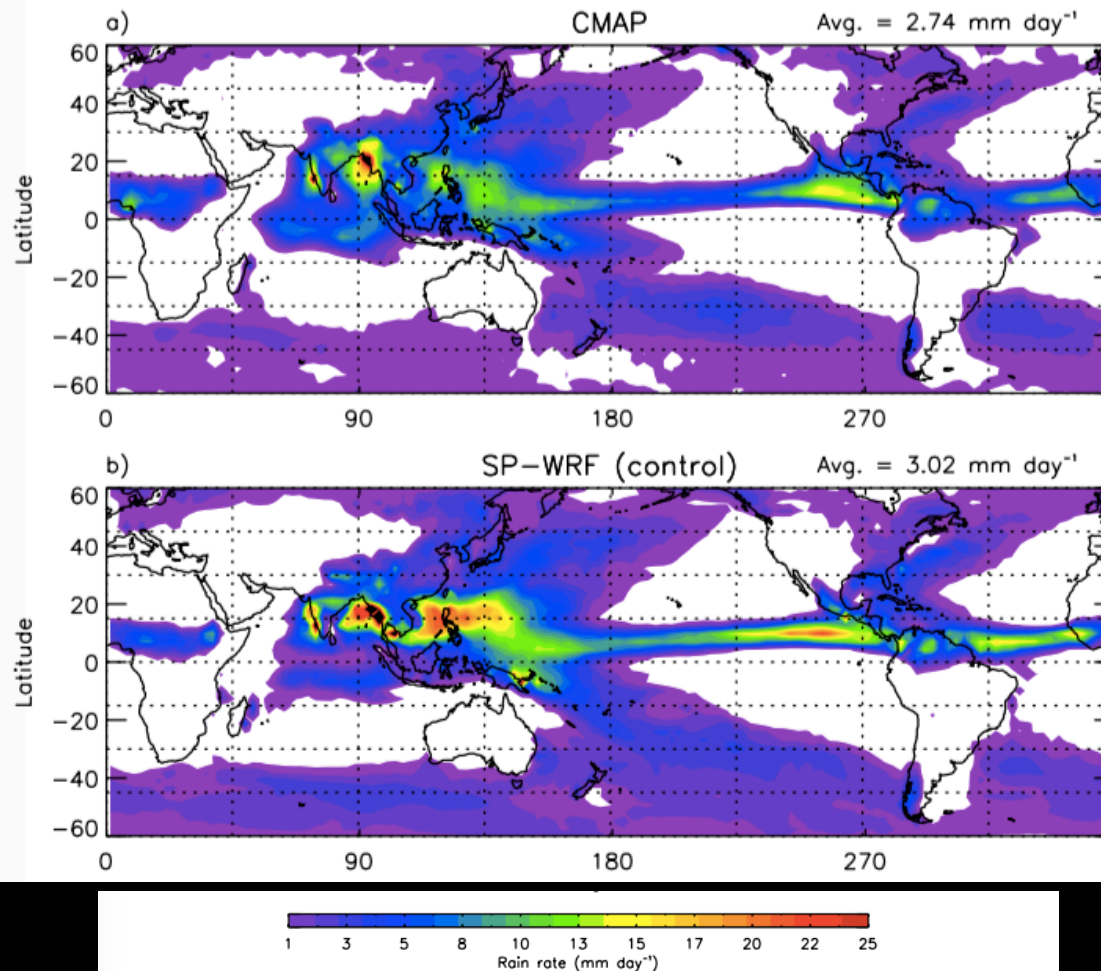 a) CMAP Avg. = 2.74 mm day⁻¹
60
40
20
0
−20
−40
−60
Latitude
0 90 180 270
b) SP−WRF (control) Avg. = 3.02 mm day⁻¹
60
40
20
0
−20
−40
−60
Latitude
0 90 180 270
1 3 5 8 10 13 15 17 20 22 25
Rain rate (mm day⁻¹)